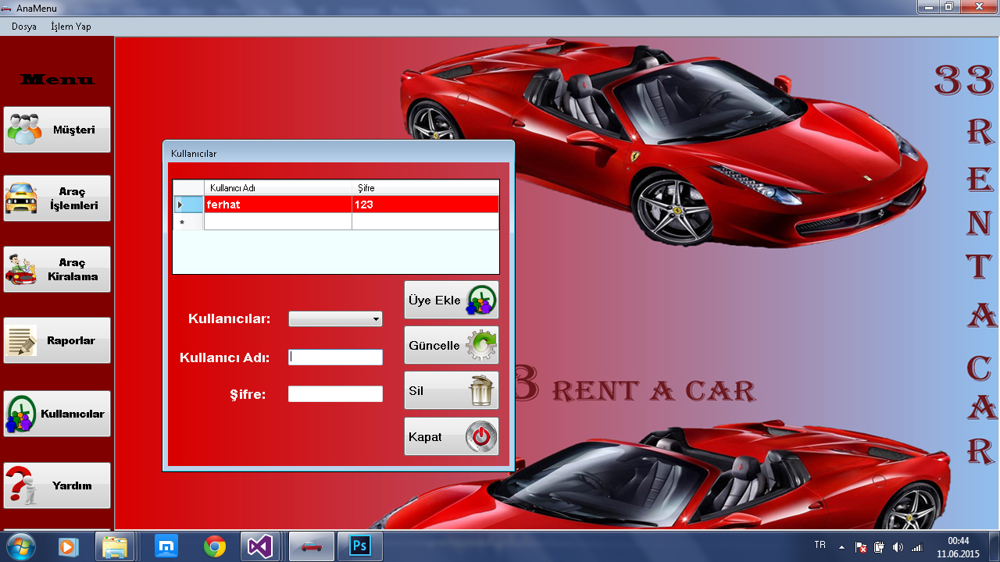 AnaMenu
Dosya İşlem Yap
Menu
Müşteri
Araç
İşlemleri
Araç
Kiralama
Raporlar
Kullanıcılar
Yardım
Kullanıcılar
Kullanıcı Adı Şifre
ferhat 123
*
Kullanıcılar:
Kullanıcı Adı:
Şifre:
Üye Ekle
Güncelle
Sil
Kapat
33
R
E
N
T
A
C
A
R
3 RENT A CAR
m
Ps
TR
00:44
11.06.2015